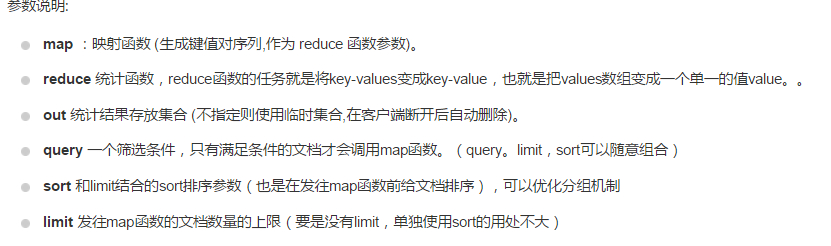 参数说明:
map ：映射函数 (生成键值对序列,作为 reduce 函数参数)。
reduce 统计函数，reduce函数的任务就是将key-values变成key-value，也就是把values数组变成一个单一的值value。。
out 统计结果存放集合 (不指定则使用临时集合,在客户端断开后自动删除)。
query 一个筛选条件，只有满足条件的文档才会调用map函数。（query。limit，sort可以随意组合）
sort 和limit结合的sort排序参数（也是在发往map函数前给文档排序），可以优化分组机制
limit 发往map函数的文档数量的上限（要是没有limit，单独使用sort的用处不大）